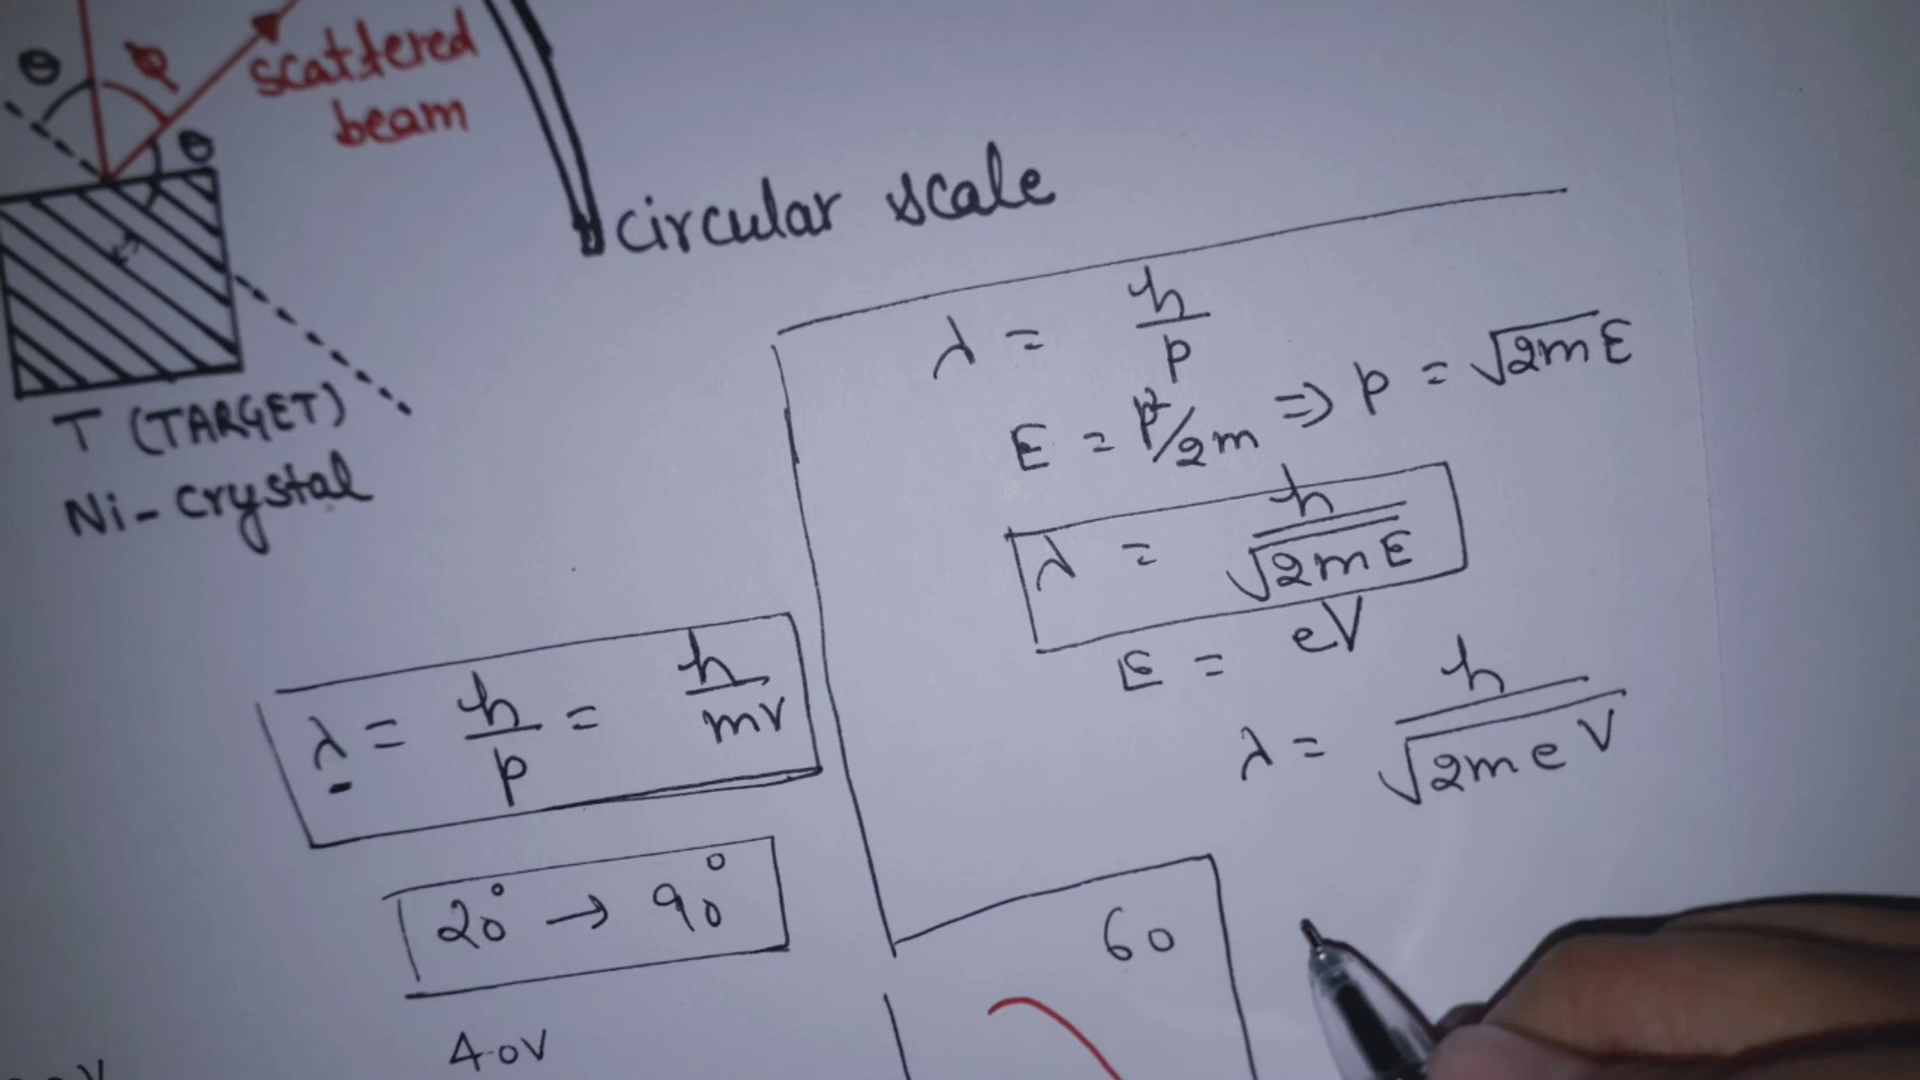 θ φ scattered
beam
θ
circular scale
T (TARGET)
Ni-crystal
λ = h/p
E = p²/2m ⇒ p = √2mE
λ = h/√2mE
E = eV
λ = h/√2meV
λ = h/p = h/mv
20° → 90°
60
40V